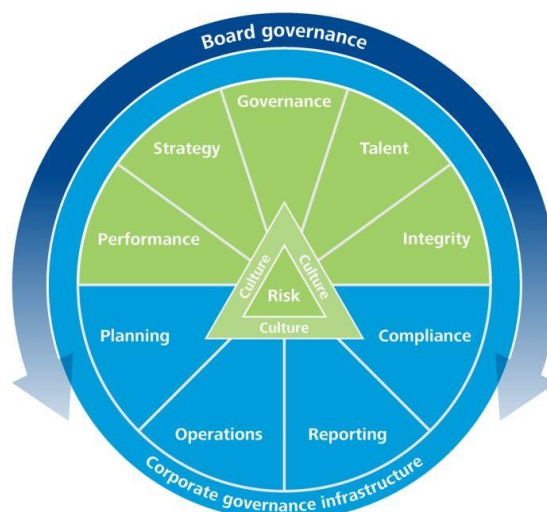 Board governance
Governance
Strategy
Talent
Performance
Integrity
Culture
Culture
Risk
Culture
Planning
Compliance
Operations
Reporting
Corporate governance infrastructure